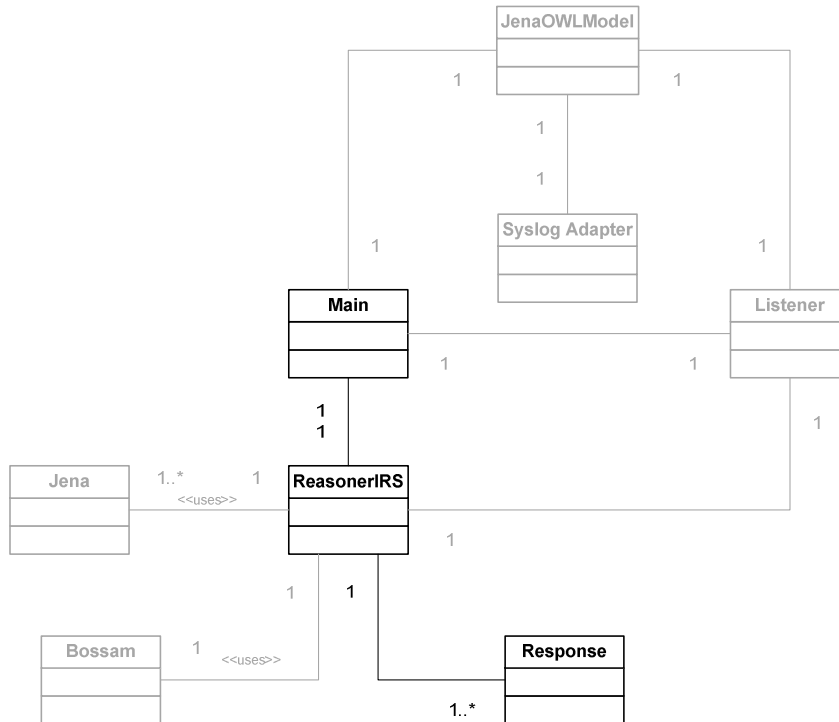 JenaOWLModel
1
1
1
1
Syslog Adapter
1
1
Main
Listener
1
1
1
1
1
Jena
1..*
1
<<uses>>
ReasonerIRS
1
1
1
Bossam
1
<<uses>>
Response
1..*